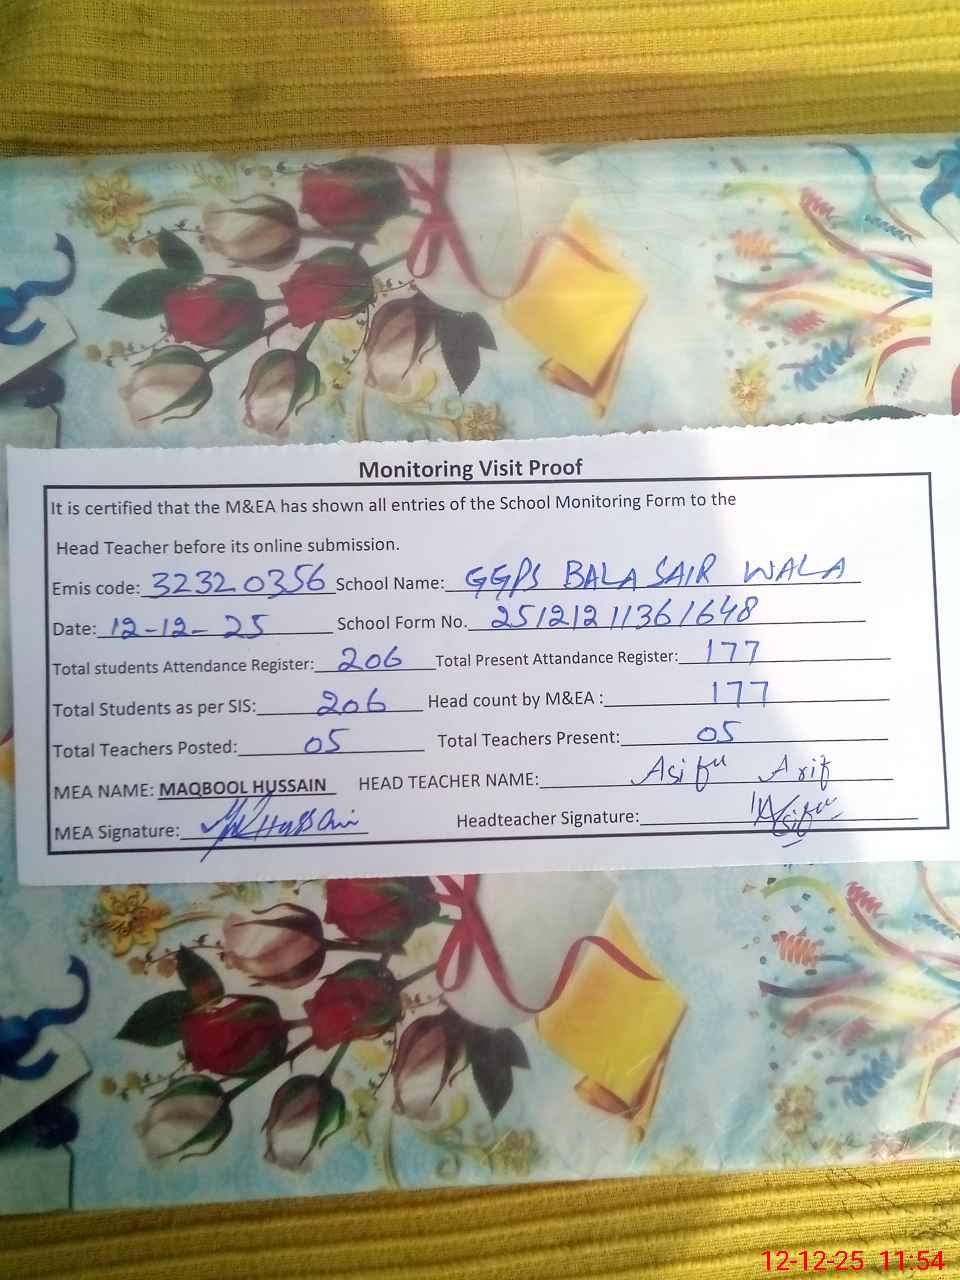 Monitoring Visit Proof
It is certified that the M&EA has shown all entries of the School Monitoring Form to the
Head Teacher before its online submission.
Emis code: 32320356 School Name: GGPS BALA SAIR WALA
Date: 12-12-25 School Form No. 25121211361648
Total students Attendance Register: 206 Total Present Attandance Register: 177
Total Students as per SIS: 206 Head count by M&EA : 177
Total Teachers Posted: 05 Total Teachers Present: 05
MEA NAME: MAQBOOL HUSSAIN HEAD TEACHER NAME: Asifa Arif
MEA Signature: Hussain Headteacher Signature: Asifa
12-12-25 11:54